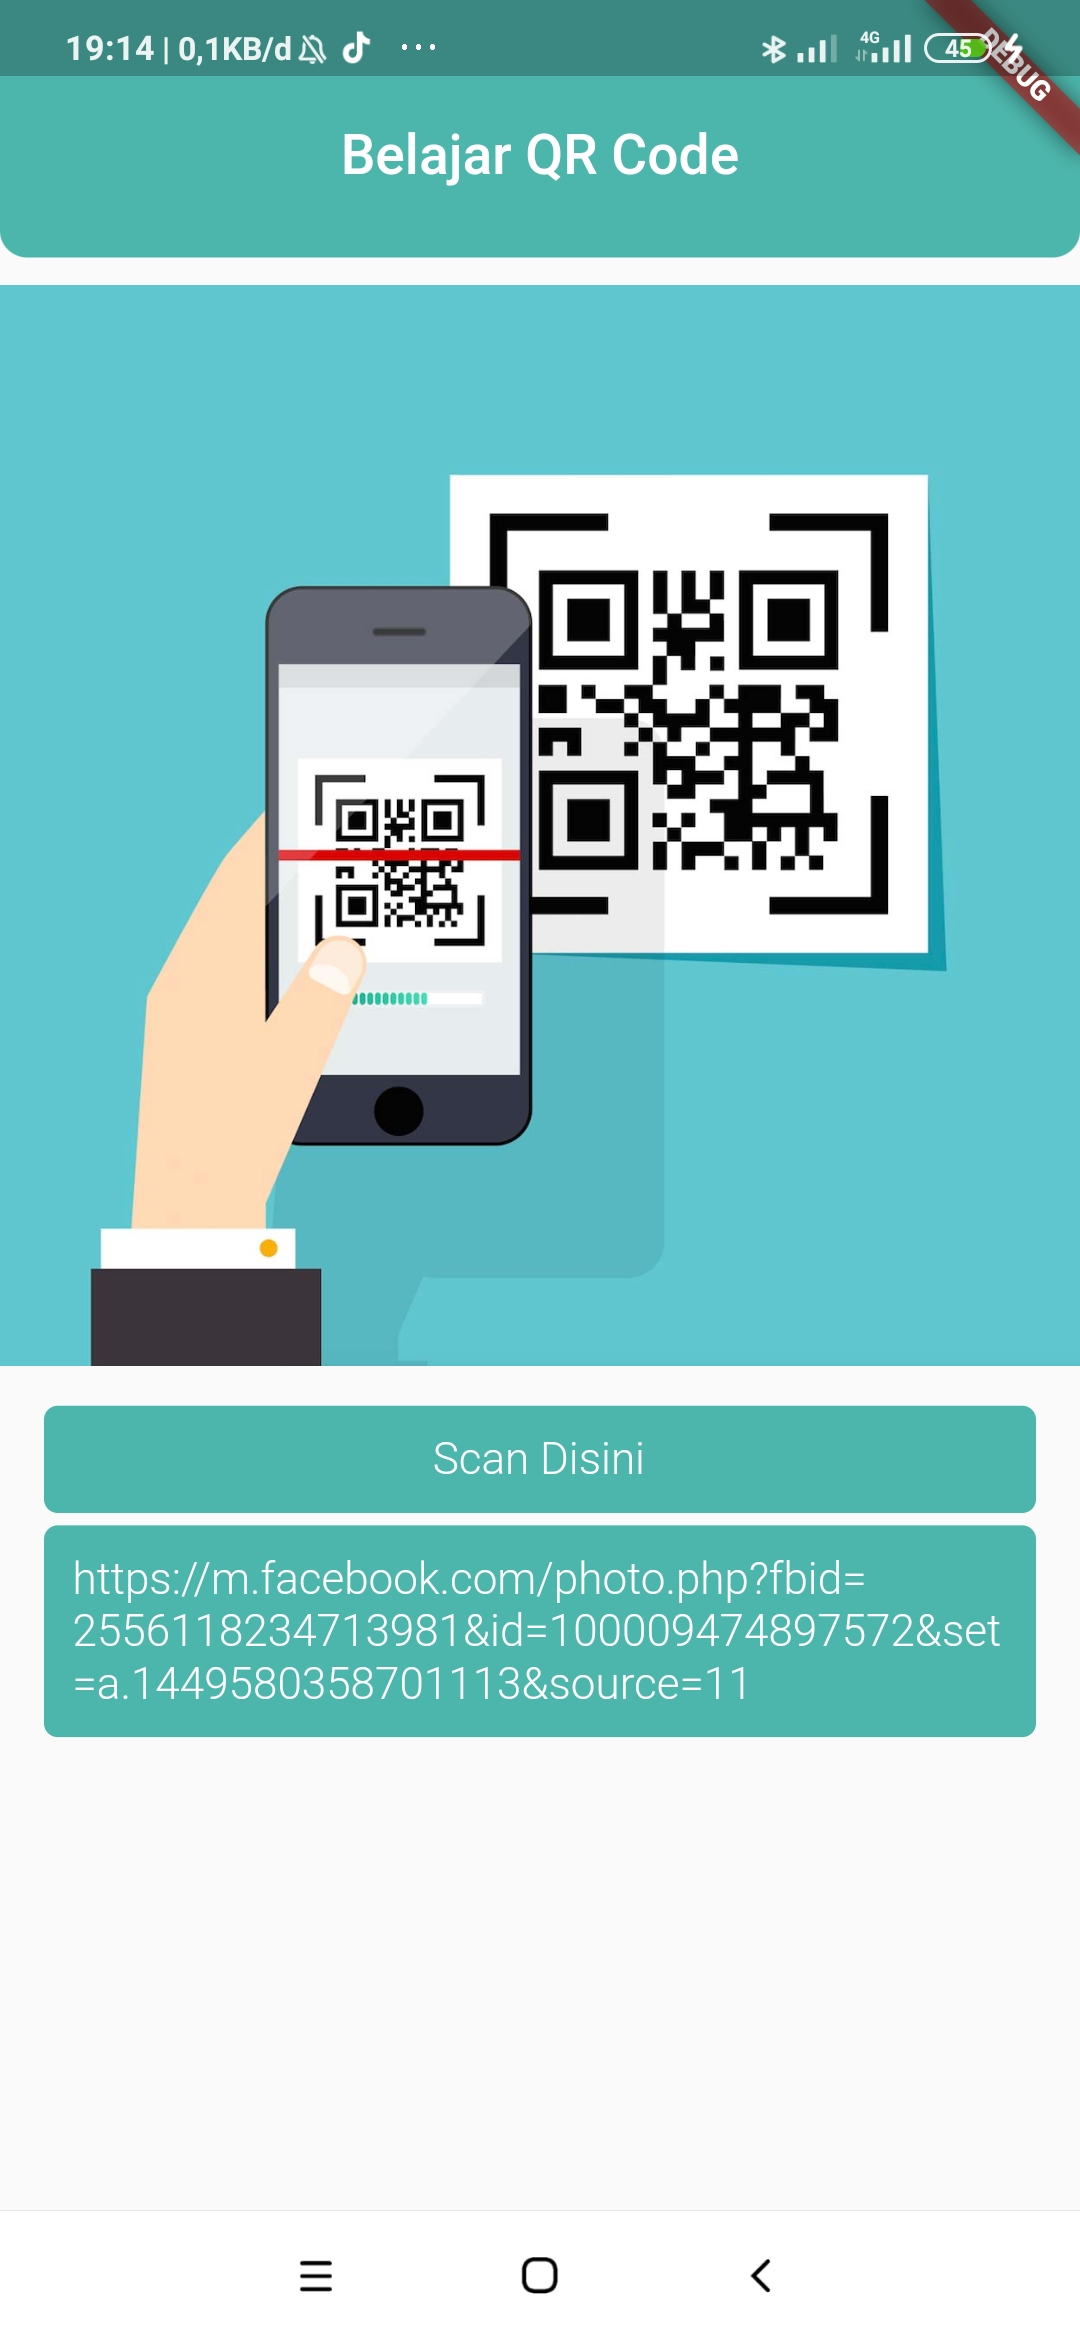 19:14 | 0,1KB/d
4G
45
DEBUG
Belajar QR Code
Scan Disini
https://m.facebook.com/photo.php?fbid=
2556118234713981&id=100009474897572&set
=a.1449580358701113&source=11